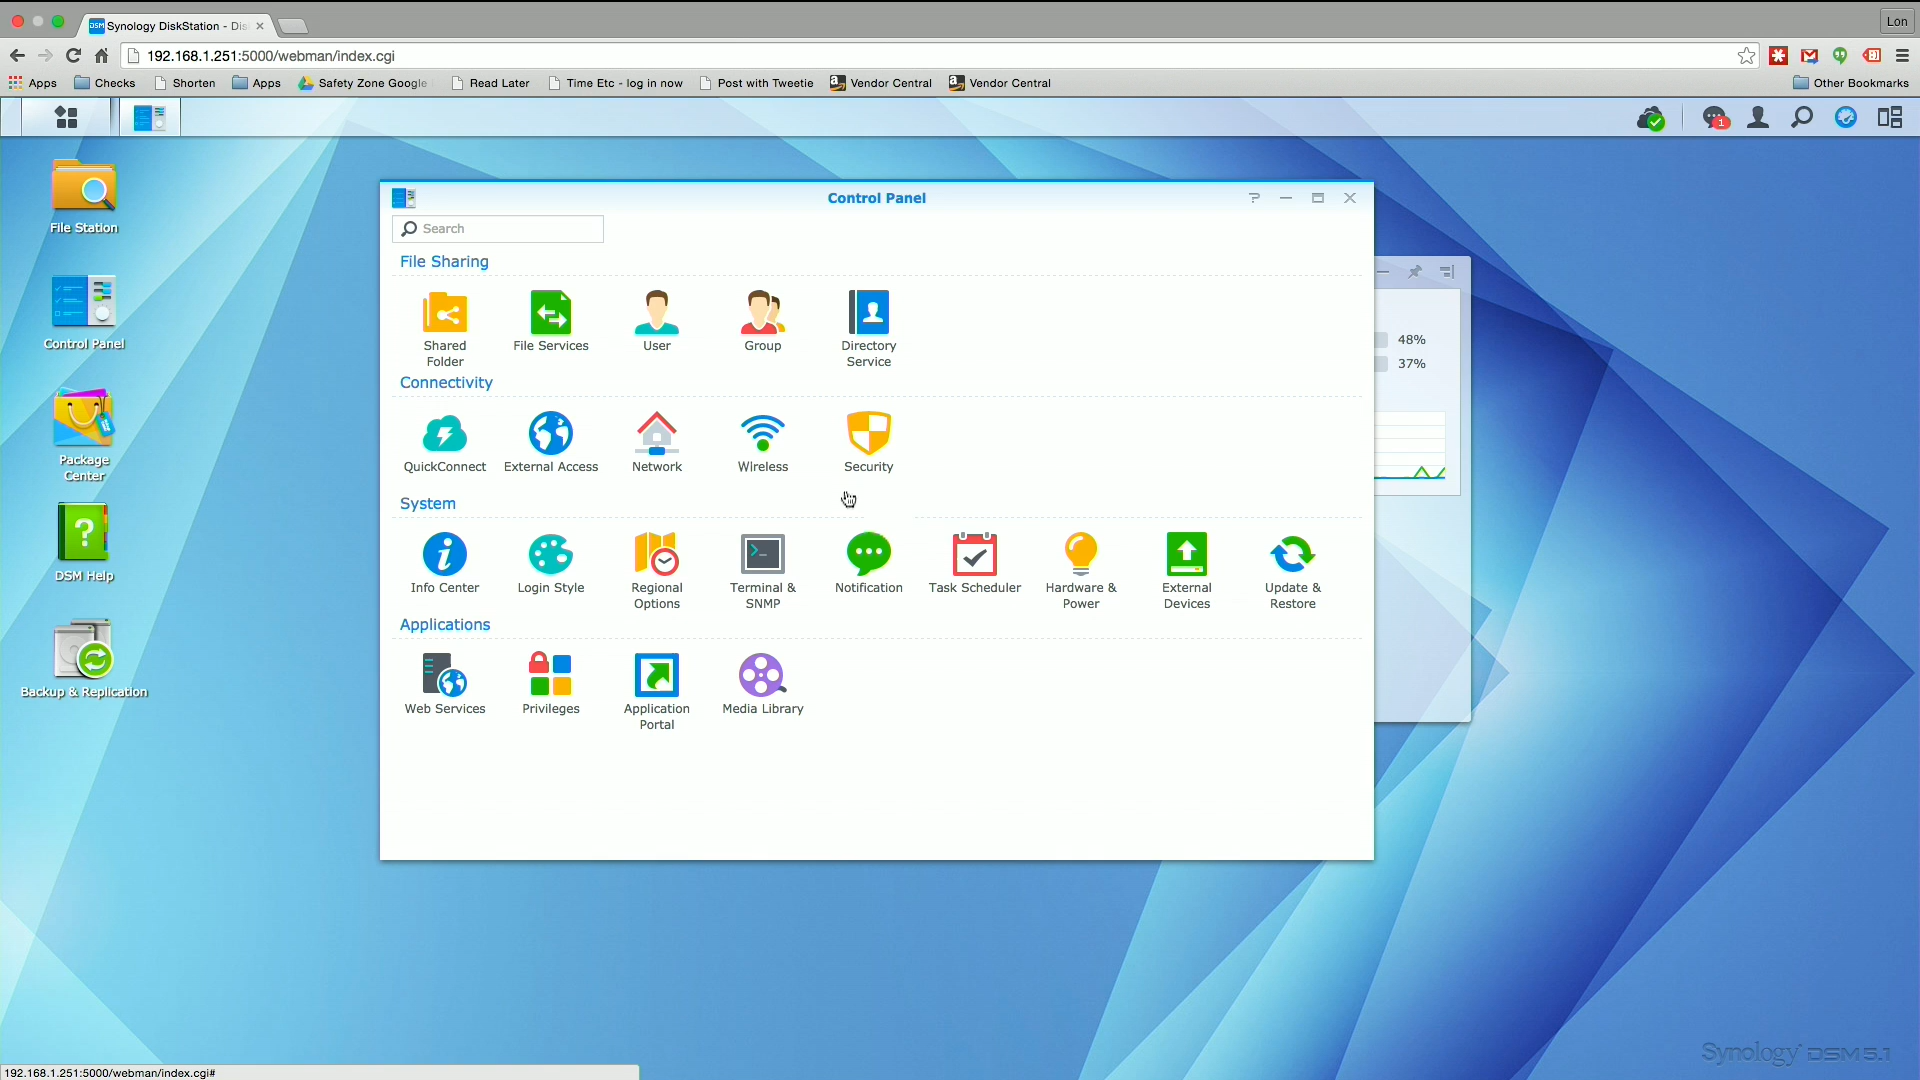 Synology DiskStation - Dis
Lon
192.168.1.251:5000/webman/index.cgi
Apps
Checks
Shorten
Apps
Safety Zone Google
Read Later
Time Etc - log in now
Post with Tweetie
Vendor Central
Vendor Central
Other Bookmarks
1
File Station
Control Panel
Package
Center
DSM Help
Backup & Replication
Control Panel
Search
File Sharing
Shared
Folder
File Services
User
Group
Directory
Service
Connectivity
QuickConnect
External Access
Network
Wireless
Security
System
Info Center
Login Style
Regional
Options
Terminal &
SNMP
Notification
Task Scheduler
Hardware &
Power
External
Devices
Update &
Restore
Applications
Web Services
Privileges
Application
Portal
Media Library
48%
37%
Synology DSM 5.1
192.168.1.251:5000/webman/index.cgi#